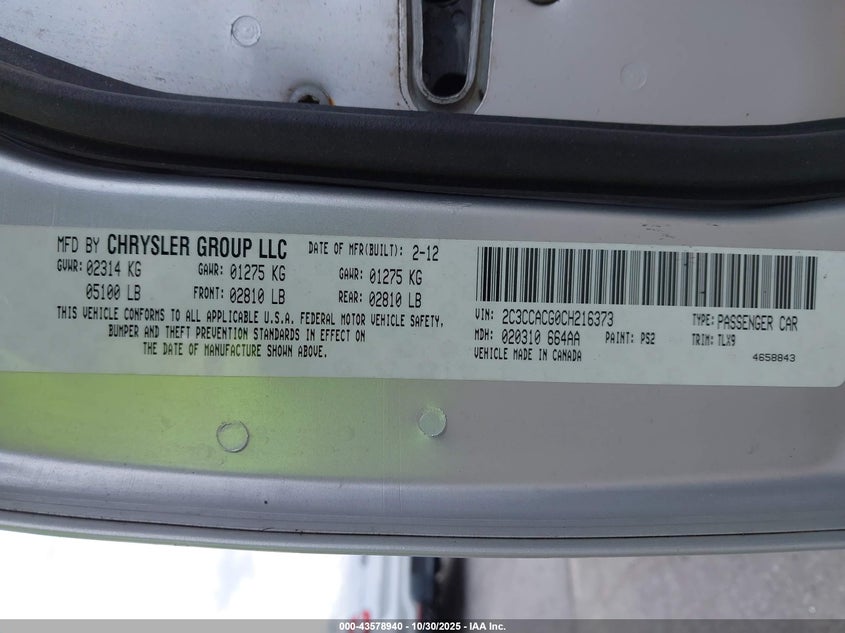 MFD BY CHRYSLER GROUP LLC DATE OF MFR(BUILT): 2-12
GVWR: 02314 KG GAWR: 01275 KG GAWR: 01275 KG
05100 LB FRONT: 02810 LB REAR: 02810 LB
THIS VEHICLE CONFORMS TO ALL APPLICABLE U.S.A. FEDERAL MOTOR VEHICLE SAFETY,
BUMPER AND THEFT PREVENTION STANDARDS IN EFFECT ON
THE DATE OF MANUFACTURE SHOWN ABOVE.
VIN: 2C3CCACG0CH216373 TYPE: PASSENGER CAR
MDH: 020310 664AA PAINT: PS2 TRIM: TLX9
VEHICLE MADE IN CANADA 4658843
000-43578940 - 10/30/2025 - IAA Inc.